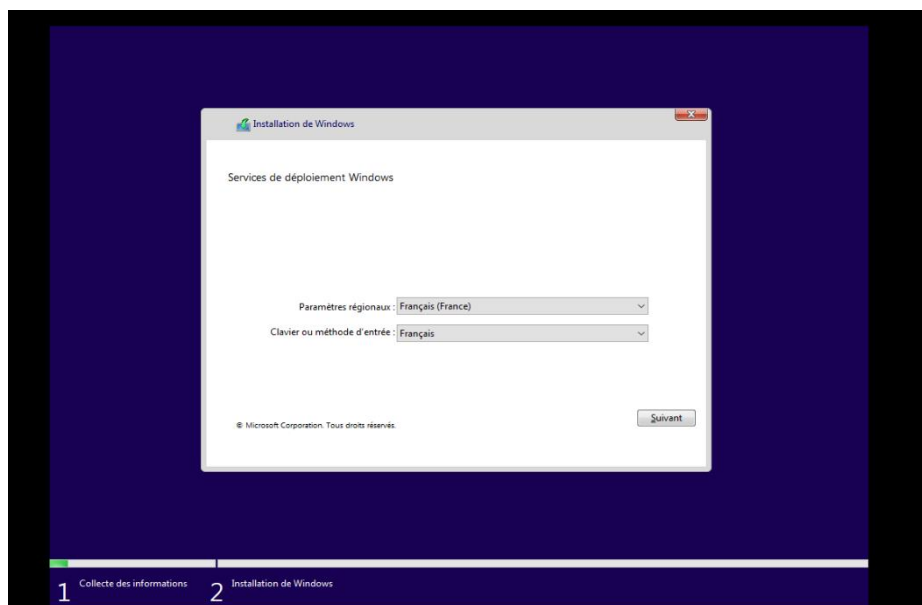 Installation de Windows
Services de déploiement Windows
Paramètres régionaux : Français (France)
Clavier ou méthode d'entrée : Français
Suivant
© Microsoft Corporation. Tous droits réservés.
1 Collecte des informations 2 Installation de Windows